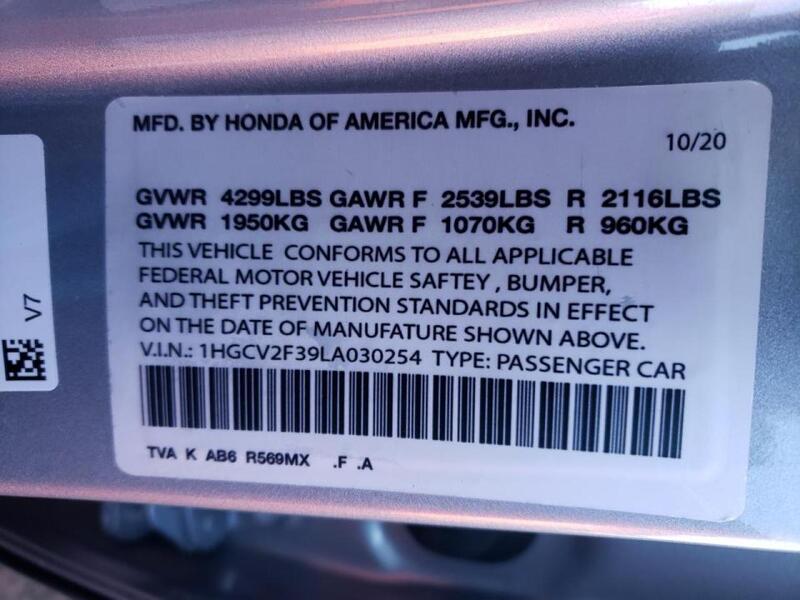 MFD. BY HONDA OF AMERICA MFG., INC.
10/20
GVWR 4299LBS GAWR F 2539LBS R 2116LBS
GVWR 1950KG GAWR F 1070KG R 960KG
THIS VEHICLE CONFORMS TO ALL APPLICABLE
FEDERAL MOTOR VEHICLE SAFTEY , BUMPER,
AND THEFT PREVENTION STANDARDS IN EFFECT
ON THE DATE OF MANUFATURE SHOWN ABOVE.
V.I.N.: 1HGCV2F39LA030254 TYPE: PASSENGER CAR
TVA K AB6 R569MX .F .A
V7